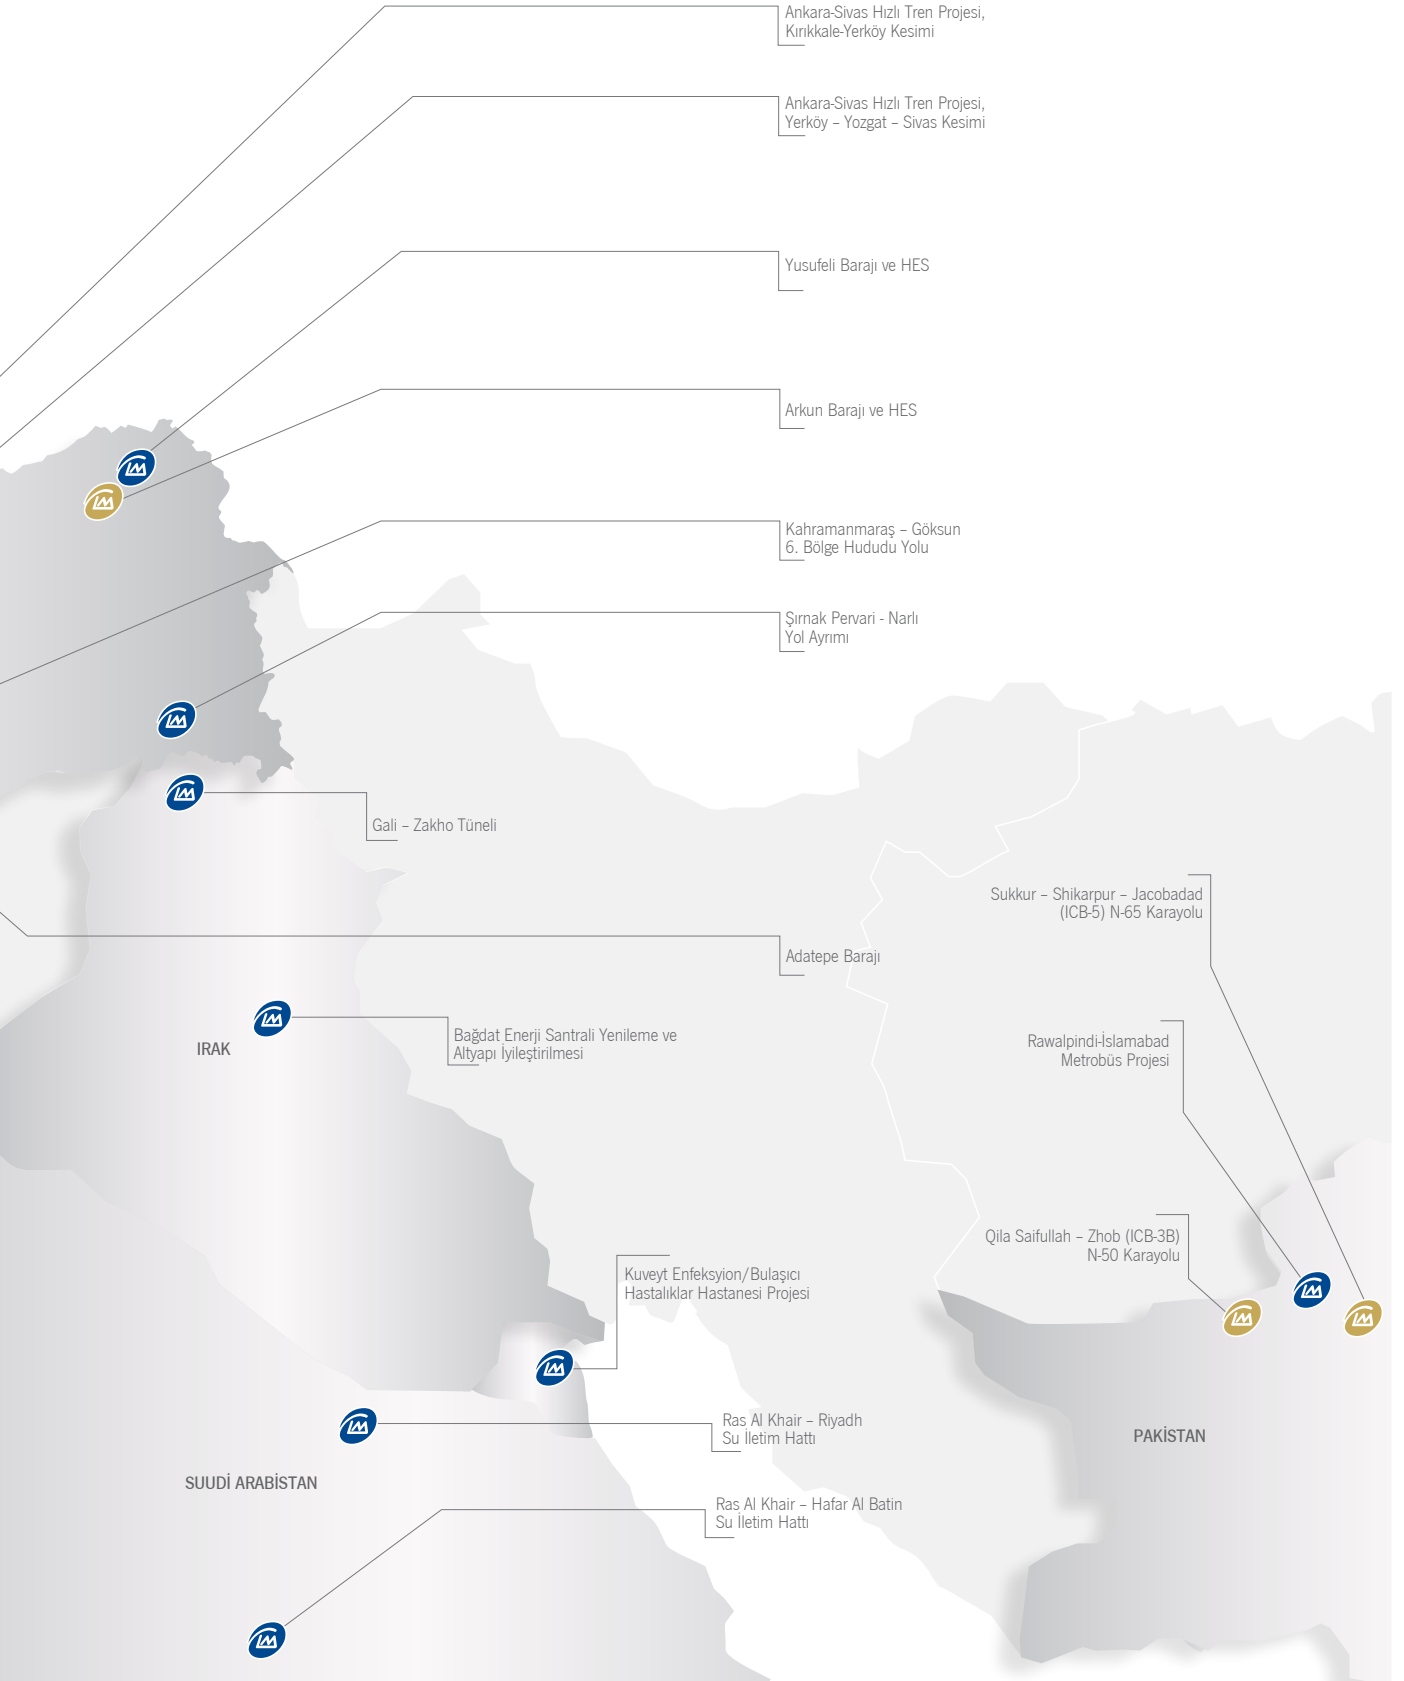 Ankara-Sivas Hızlı Tren Projesi,
Kırıkkale-Yerköy Kesimi
Ankara-Sivas Hızlı Tren Projesi,
Yerköy – Yozgat – Sivas Kesimi
Yusufeli Barajı ve HES
Arkun Barajı ve HES
Kahramanmaraş – Göksun
6. Bölge Hududu Yolu
Şırnak Pervari - Narlı
Yol Ayrımı
Gali – Zakho Tüneli
Sukkur – Shikarpur – Jacobadad
(ICB-5) N-65 Karayolu
Adatepe Barajı
Bağdat Enerji Santrali Yenileme ve
Altyapı İyileştirilmesi
IRAK
Rawalpindi-İslamabad
Metrobüs Projesi
Qila Saifullah – Zhob (ICB-3B)
N-50 Karayolu
Kuveyt Enfeksyion/Bulaşıcı
Hastalıklar Hastanesi Projesi
Ras Al Khair – Riyadh
Su İletim Hattı
PAKİSTAN
SUUDİ ARABİSTAN
Ras Al Khair – Hafar Al Batin
Su İletim Hattı